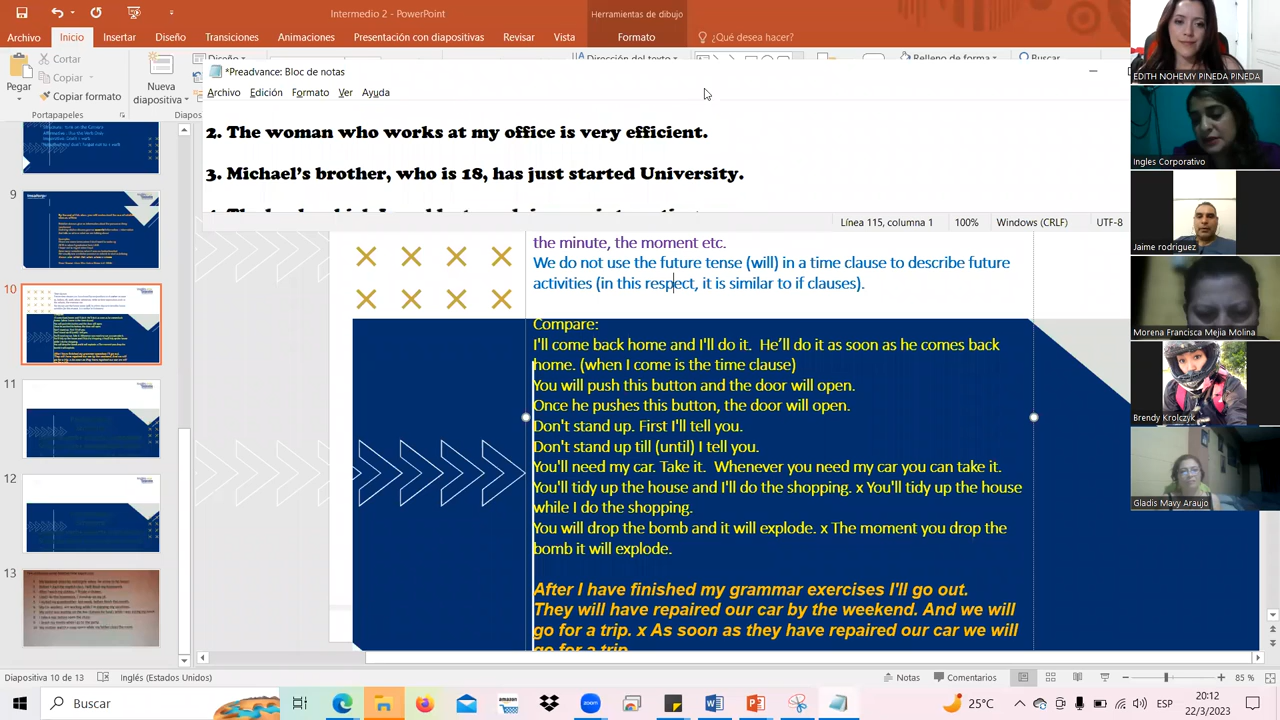 Intermedio 2 - PowerPoint
Herramientas de dibujo
Archivo Inicio Insertar Diseño Transiciones Animaciones Presentación con diapositivas Revisar Vista Formato ¿Qué desea hacer?
Cortar
Copiar
Copiar formato
Portapapeles
Nueva
diapositiva
Dirección del texto
Relleno de forma
Buscar
*Preadvance: Bloc de notas
Archivo Edición Formato Ver Ayuda
2. The woman who works at my office is very efficient.
3. Michael's brother, who is 18, has just started University.
Línea 115, columna 1 100% Windows (CRLF) UTF-8
the minute, the moment etc.
We do not use the future tense (will) in a time clause to describe future
activities (in this respect, it is similar to if clauses).
Compare:
I'll come back home and I'll do it. He'll do it as soon as he comes back
home. (when I come is the time clause)
You will push this button and the door will open.
Once he pushes this button, the door will open.
Don't stand up. First I'll tell you.
Don't stand up till (until) I tell you.
You'll need my car. Take it. Whenever you need my car you can take it.
You'll tidy up the house and I'll do the shopping. x You'll tidy up the house
while I do the shopping.
You will drop the bomb and it will explode. x The moment you drop the
bomb it will explode.
After I have finished my grammar exercises I'll go out.
They will have repaired our car by the weekend. And we will
go for a trip. x As soon as they have repaired our car we will
go for a trip.
9
10
11
12
13
EDITH NOHEMY PINEDA PINEDA
Ingles Corporativo
Jaime rodriguez
Morena Francisca Mejia Molina
Brendy Krolczyk
Gladis Mavy Araujo
Diapositiva 10 de 13 Inglés (Estados Unidos) Notas Comentarios 85 %
Buscar
amazon
zoom
25°C
ESP
20:12
22/3/2023